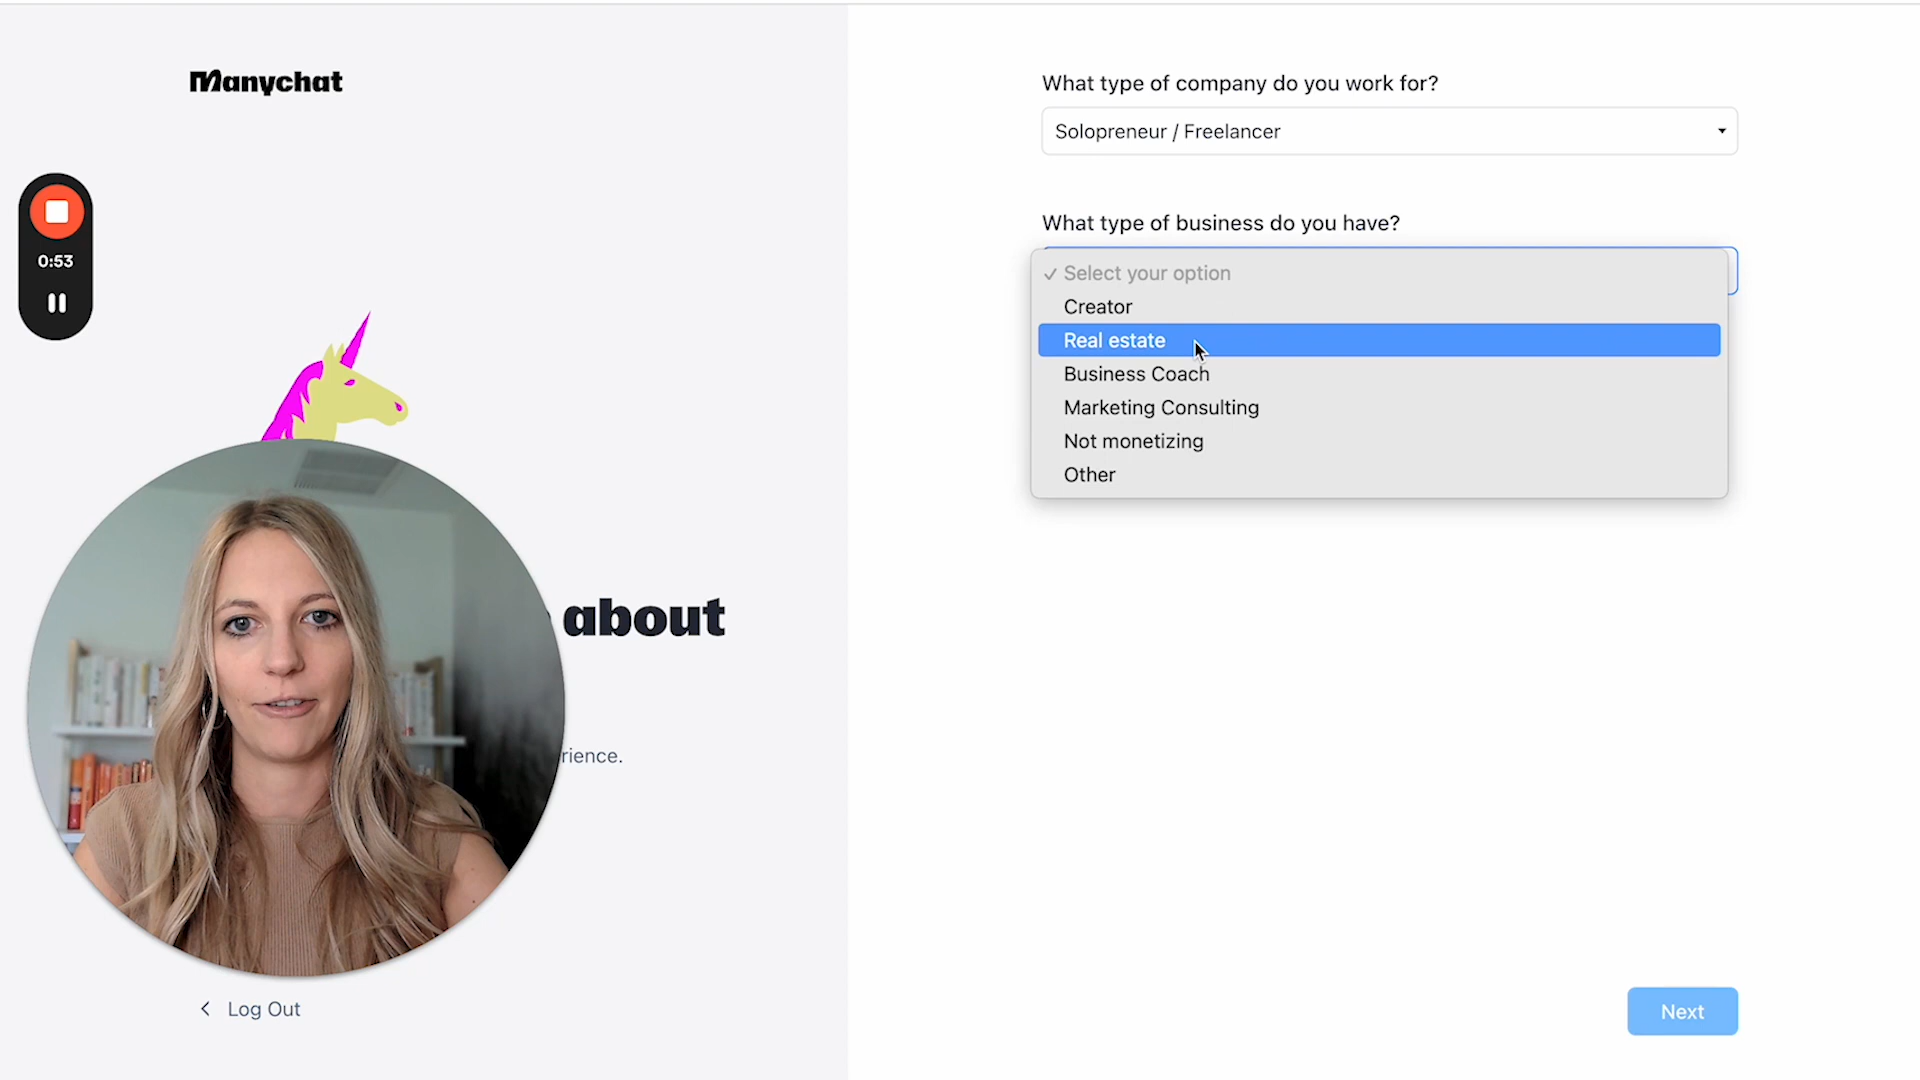 Manychat
0:53
about
rience.
Log Out
What type of company do you work for?
Solopreneur / Freelancer
What type of business do you have?
✓ Select your option
Creator
Real estate
Business Coach
Marketing Consulting
Not monetizing
Other
Next